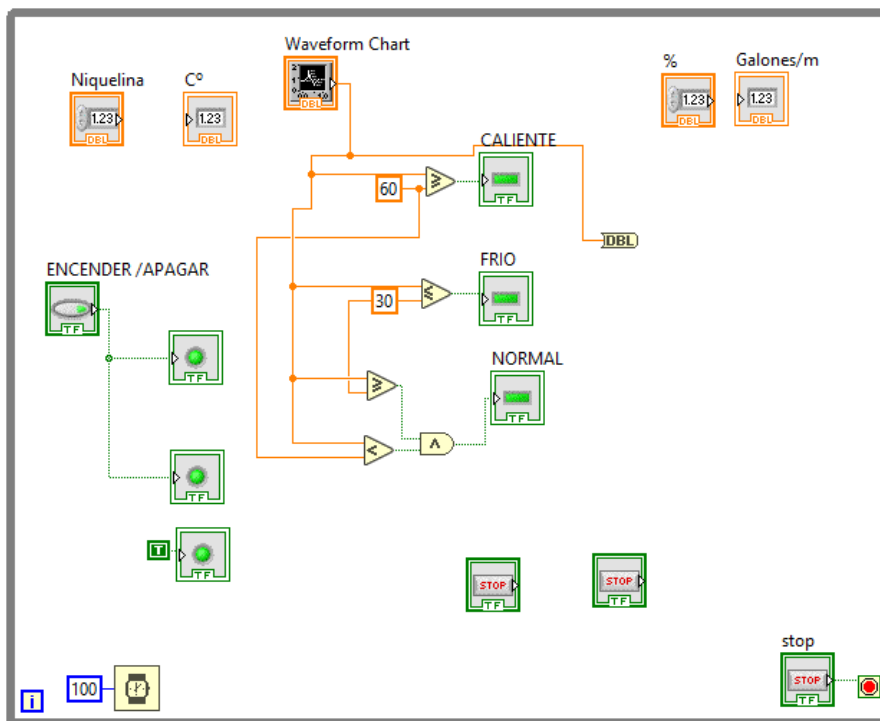 Waveform Chart
Niquelina
Cº
%
Galones/m
1.23
DBL
1.23
DBL
DBL
1.23
DBL
1.23
DBL
CALIENTE
60
TF
DBL
ENCENDER /APAGAR
FRIO
TF
30
TF
NORMAL
TF
TF
TF
T
TF
STOP
TF
STOP
TF
stop
STOP
TF
100
i